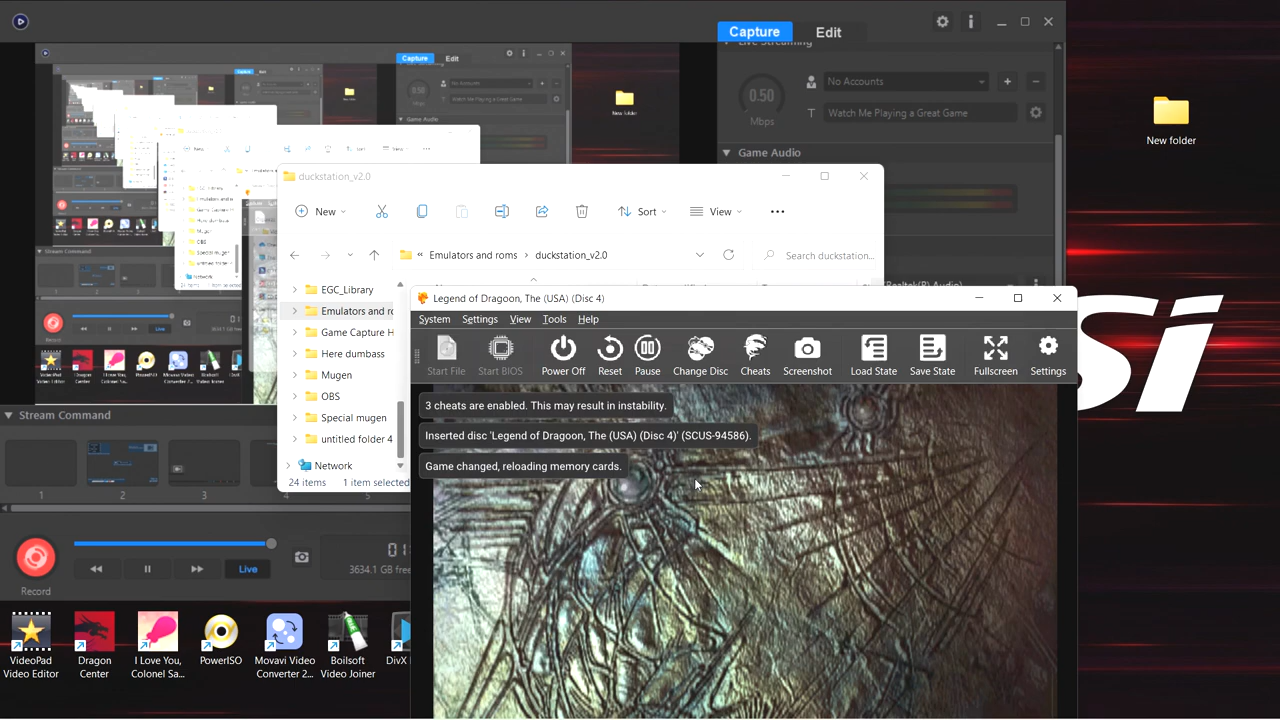 Capture
Edit
Live Streaming
0.50
Mbps
No Accounts
T
Watch Me Playing a Great Game
Game Audio
New folder
New folder
Capture
Edit
duckstation_v2.0
New
Sort
View
Emulators and roms
duckstation_v2.0
Search duckstation...
EGC_Library
Emulators and ro
Game Capture H
Here dumbass
Mugen
OBS
Special mugen
untitled folder 4
Network
24 items
1 item selected
Legend of Dragoon, The (USA) (Disc 4)
System
Settings
View
Tools
Help
Start File
Start BIOS
Power Off
Reset
Pause
Change Disc
Cheats
Screenshot
Load State
Save State
Fullscreen
Settings
3 cheats are enabled. This may result in instability.
Inserted disc 'Legend of Dragoon, The (USA) (Disc 4)' (SCUS-94586).
Game changed, reloading memory cards.
Stream Command
1
2
3
4
Record
Live
3634.1 GB free
VideoPad
Video Editor
Dragon
Center
I Love You,
Colonel Sa...
PowerISO
Movavi Video
Converter 2...
Boilsoft
Video Joiner
DivX
si